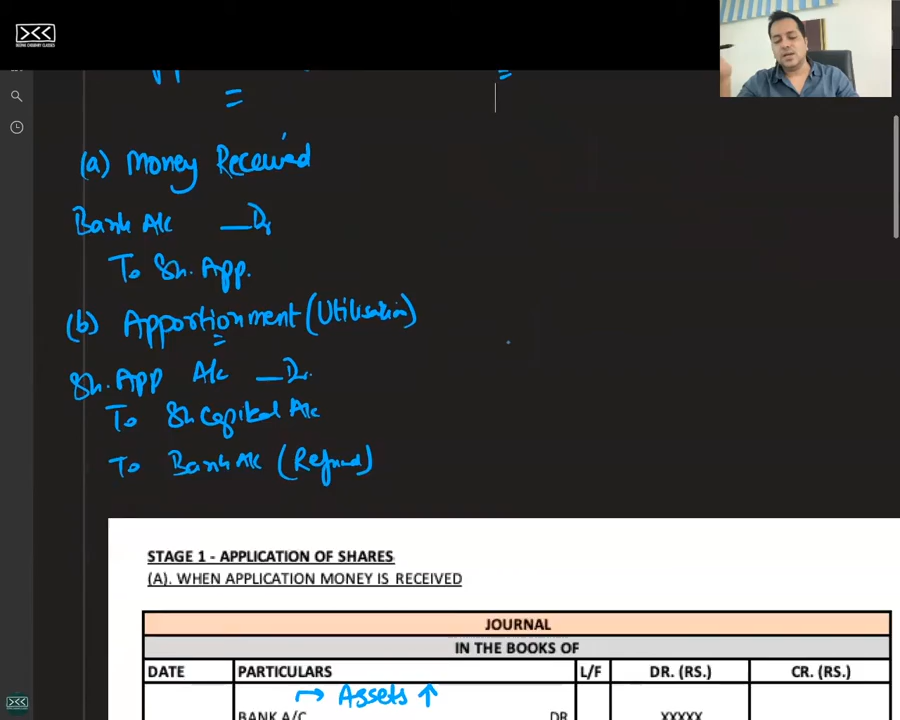 (a) Money Received
Bank A/c __Dr
To Sh. App.
(b) Apportionment (Utilisation)
Sh. App A/c __Dr.
To Sh Capital A/c
To Bank A/c (Refund)
STAGE 1 - APPLICATION OF SHARES
(A). WHEN APPLICATION MONEY IS RECEIVED
JOURNAL
IN THE BOOKS OF
DATE PARTICULARS L/F DR. (RS.) CR. (RS.)
→ Assets ↑
BANK A/C DR XXXXX